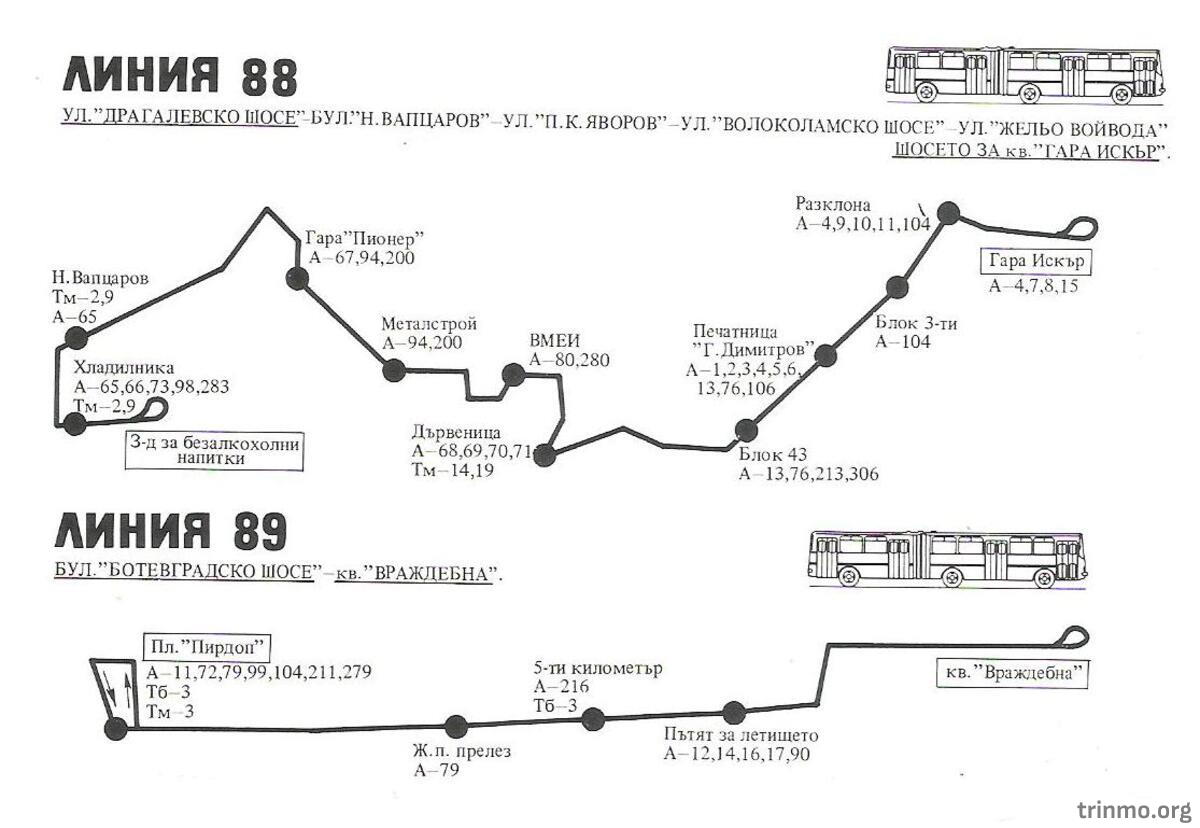 ЛИНИЯ 88
УЛ."ДРАГАЛЕВСКО ШОСЕ"–БУЛ."Н.ВАПЦАРОВ"–УЛ."П.К.ЯВОРОВ"–УЛ."ВОЛОКОЛАМСКО ШОСЕ"–УЛ."ЖЕЛЬО ВОЙВОДА"
ШОСЕТО ЗА кв."ГАРА ИСКЪР".
Разклона
А–4,9,10,11,104
Гара"Пионер"
А–67,94,200
Гара Искър
А–4,7,8,15
Н.Вапцаров
Тм–2,9
А–65
Металстрой
А–94,200
ВМЕИ
А–80,280
Печатница
"Г.Димитров"
А–1,2,3,4,5,6,
13,76,106
Блок 3-ти
А–104
Хладилника
А–65,66,73,98,283
Тм–2,9
З-д за безалкохолни
напитки
Дървеница
А–68,69,70,71
Тм–14,19
Блок 43
А–13,76,213,306
ЛИНИЯ 89
БУЛ."БОТЕВГРАДСКО ШОСЕ"–кв."ВРАЖДЕБНА".
Пл."Пирдоп"
А–11,72,79,99,104,211,279
Тб–3
Тм–3
5-ти километър
А–216
Тб–3
кв."Враждебна"
Ж.п. прелез
А–79
Пътят за летището
А–12,14,16,17,90
trinmo.org